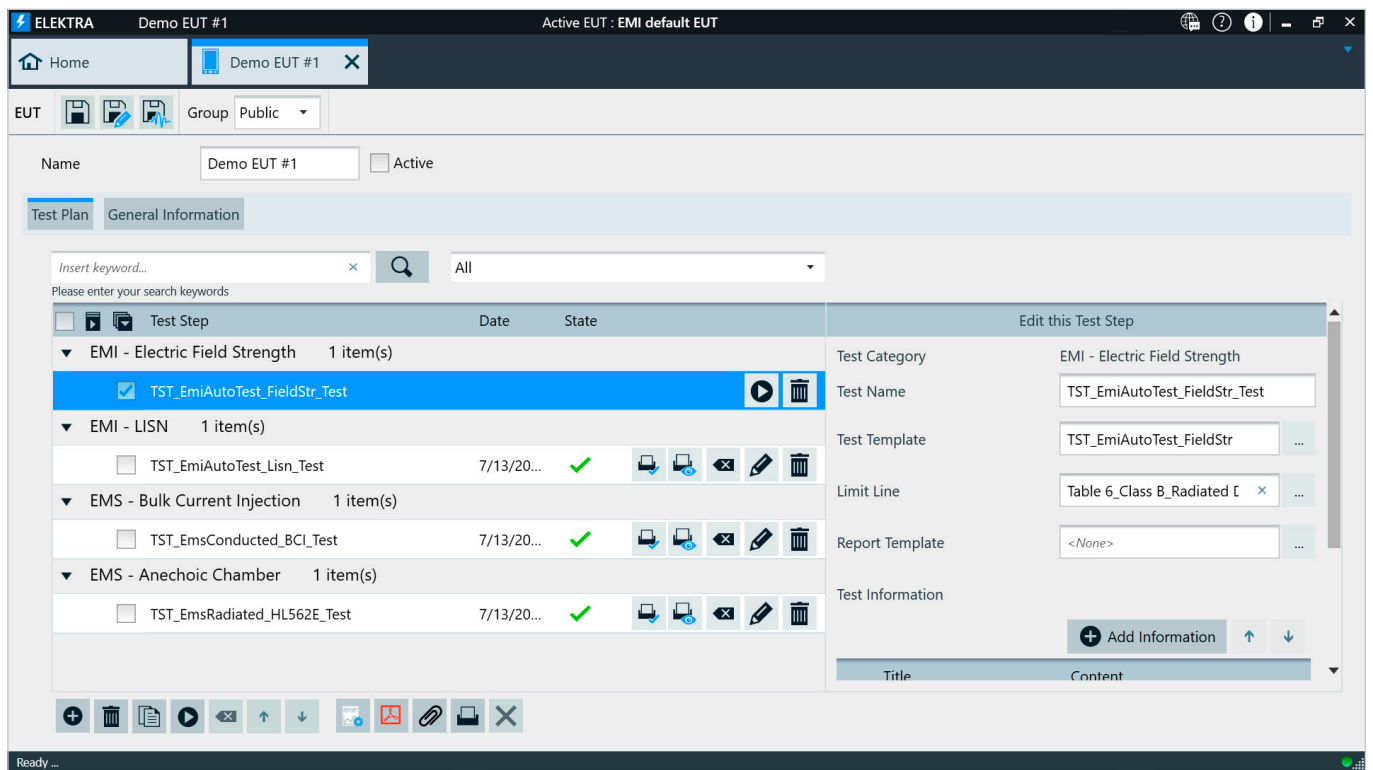 ELEKTRA Demo EUT #1 Active EUT : EMI default EUT
Home Demo EUT #1
EUT Group Public
Name Demo EUT #1 Active
Test Plan General Information
Insert keyword... All
Please enter your search keywords
Test Step Date State Edit this Test Step
EMI - Electric Field Strength 1 item(s) Test Category EMI - Electric Field Strength
TST_EmiAutoTest_FieldStr_Test Test Name TST_EmiAutoTest_FieldStr_Test
EMI - LISN 1 item(s)
Test Template TST_EmiAutoTest_FieldStr ...
TST_EmiAutoTest_Lisn_Test 7/13/20...
Limit Line Table 6_Class B_Radiated D ...
EMS - Bulk Current Injection 1 item(s)
TST_EmsConducted_BCI_Test 7/13/20... Report Template <None> ...
EMS - Anechoic Chamber 1 item(s)
Test Information
TST_EmsRadiated_HL562E_Test 7/13/20...
Add Information
Title Content
REPORT
Ready ...